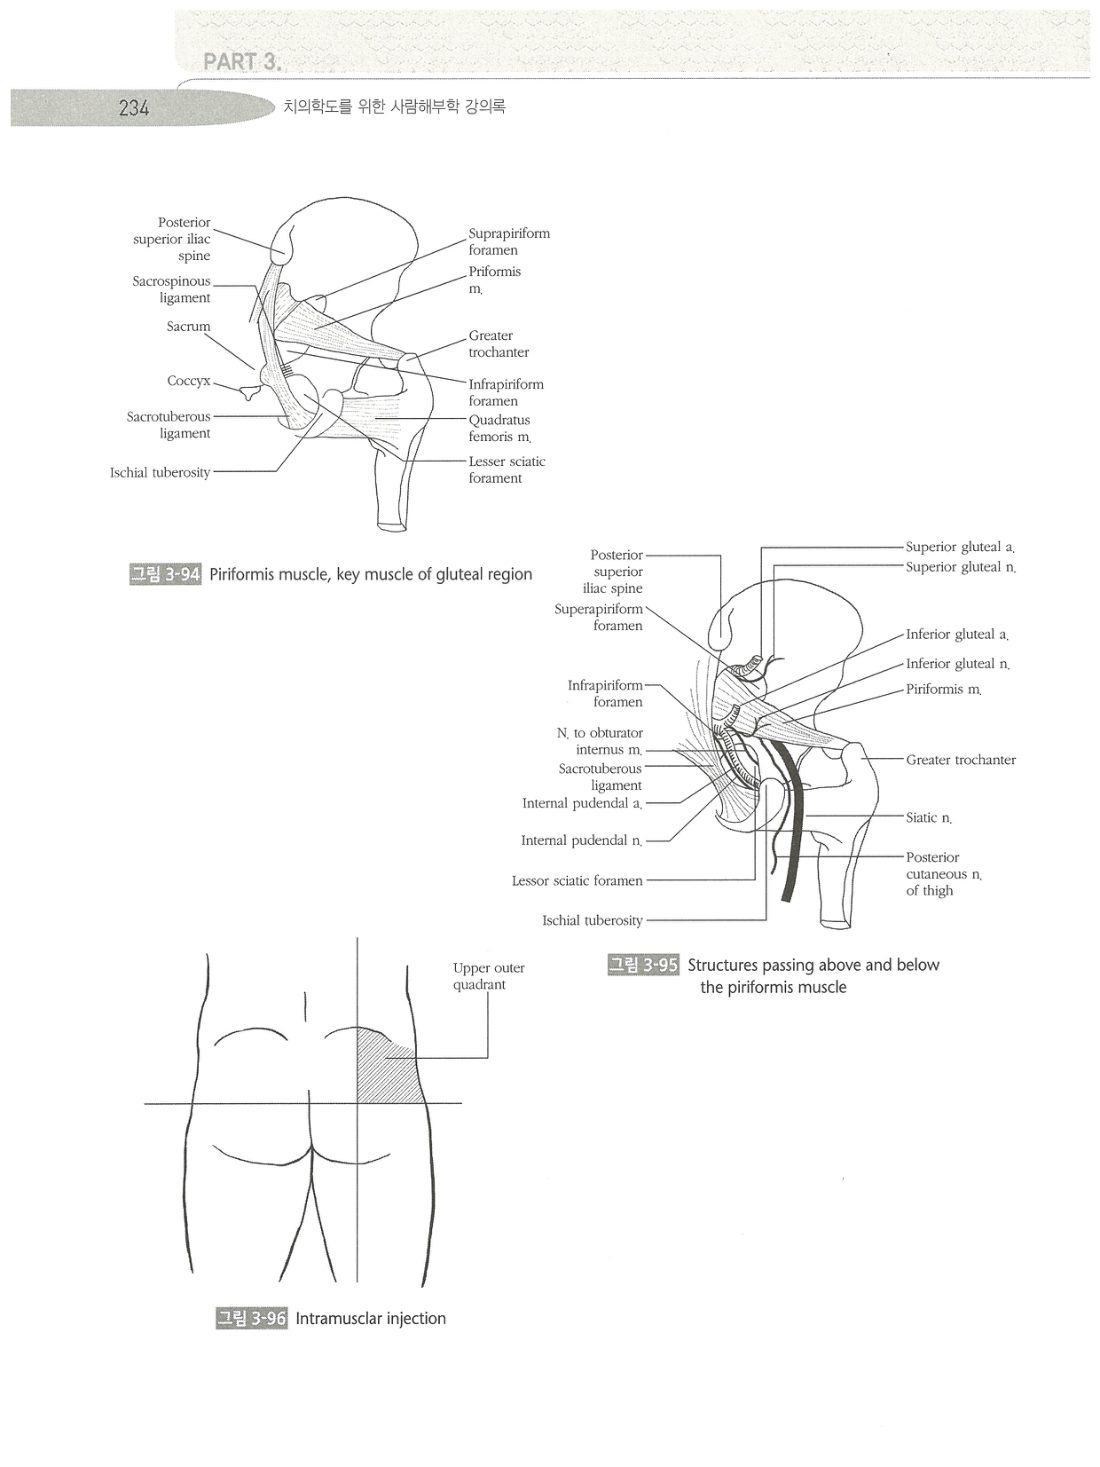 PART 3.
234
치의학도를 위한 사람해부학 강의록
Posterior
superior iliac
spine
Sacrospinous
ligament
Sacrum
Coccyx
Sacrotuberous
ligament
Ischial tuberosity
Suprapiriform
foramen
Priformis
m.
Greater
trochanter
Infrapiriform
foramen
Quadratus
femoris m.
Lesser sciatic
forament
그림 3-94 Piriformis muscle, key muscle of gluteal region
Posterior
superior
iliac spine
Superapiriform
foramen
Infrapiriform
foramen
N. to obturator
internus m.
Sacrotuberous
ligament
Internal pudendal a.
Internal pudendal n.
Lessor sciatic foramen
Ischial tuberosity
Superior gluteal a.
Superior gluteal n.
Inferior gluteal a.
Inferior gluteal n.
Piriformis m.
Greater trochanter
Siatic n.
Posterior
cutaneous n.
of thigh
그림 3-95 Structures passing above and below
the piriformis muscle
Upper outer
quadrant
그림 3-96 Intramusclar injection